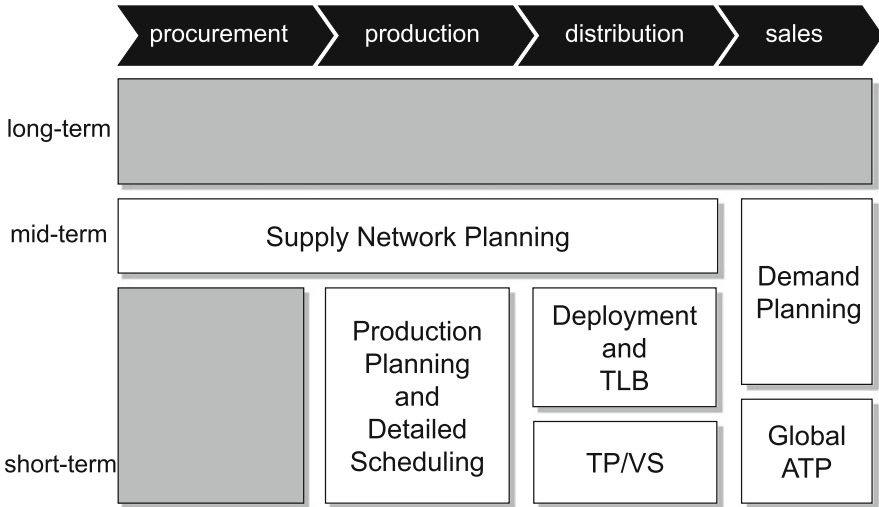 procurement
production
distribution
sales
long-term
mid-term
Supply Network Planning
Demand
Planning
Production
Planning
and
Detailed
Scheduling
Deployment
and
TLB
short-term
TP/VS
Global
ATP